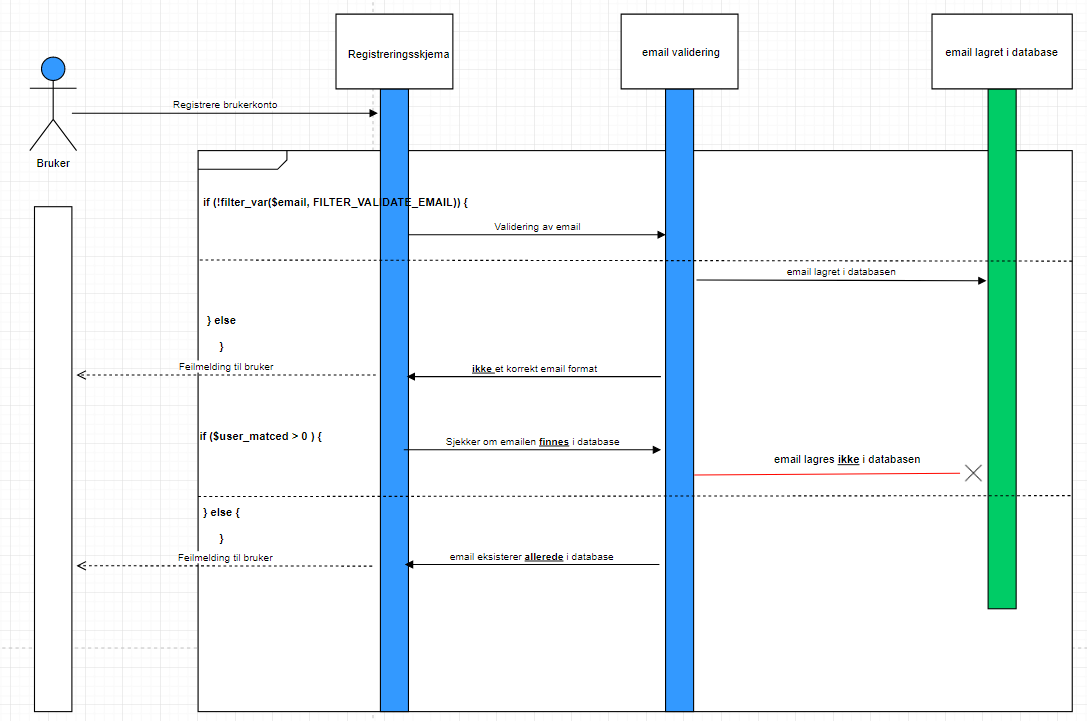 Registreringsskjema
email validering
email lagret i database
Registrere brukerkonto
Bruker
if (!filter_var($email, FILTER_VALIDATE_EMAIL)) {
Validering av email
email lagret i databasen
} else
}
Feilmelding til bruker
ikke et korrekt email format
if ($user_matced > 0 ) {
Sjekker om emailen finnes i database
email lagres ikke i databasen
} else {
}
Feilmelding til bruker
email eksisterer allerede i database